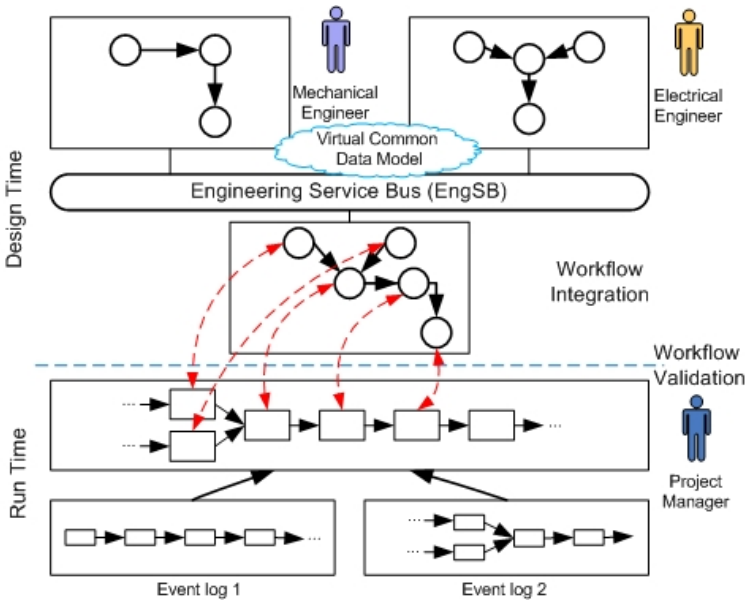 Mechanical
Engineer
Electrical
Engineer
Virtual Common
Data Model
Engineering Service Bus (EngSB)
Design Time
Workflow
Integration
Workflow
Validation
...
...
...
Run Time
Project
Manager
...
...
...
Event log 1
Event log 2